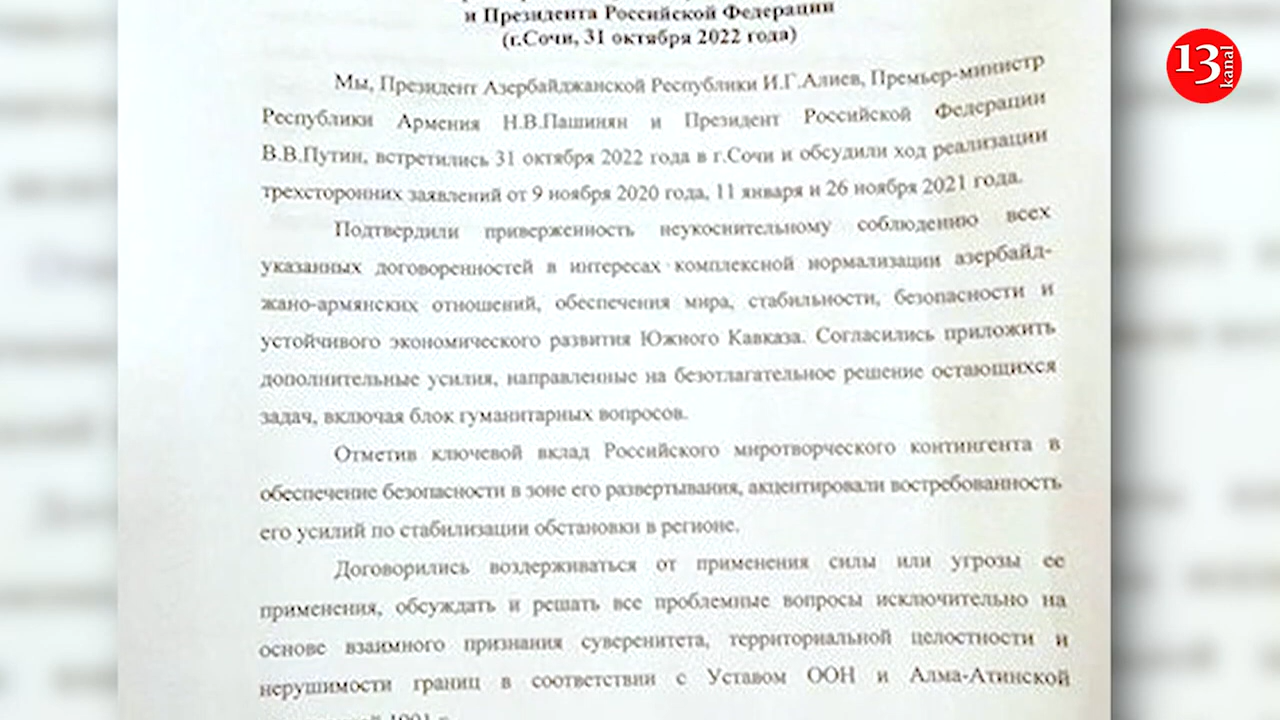 и Президента Российской Федерации
(г.Сочи, 31 октября 2022 года)
Мы, Президент Азербайджанской Республики И.Г.Алиев, Премьер-министр
Республики Армения Н.В.Пашинян и Президент Российской Федерации
В.В.Путин, встретились 31 октября 2022 года в г.Сочи и обсудили ход реализации
трехсторонних заявлений от 9 ноября 2020 года, 11 января и 26 ноября 2021 года.
Подтвердили приверженность неукоснительному соблюдению всех
указанных договоренностей в интересах комплексной нормализации азербайд-
жано-армянских отношений, обеспечения мира, стабильности, безопасности и
устойчивого экономического развития Южного Кавказа. Согласились приложить
дополнительные усилия, направленные на безотлагательное решение остающихся
задач, включая блок гуманитарных вопросов.
Отметив ключевой вклад Российского миротворческого контингента в
обеспечение безопасности в зоне его развертывания, акцентировали востребованность
его усилий по стабилизации обстановки в регионе.
Договорились воздерживаться от применения силы или угрозы ее
применения, обсуждать и решать все проблемные вопросы исключительно на
основе взаимного признания суверенитета, территориальной целостности и
нерушимости границ в соответствии с Уставом ООН и Алма-Атинской
13 kanal